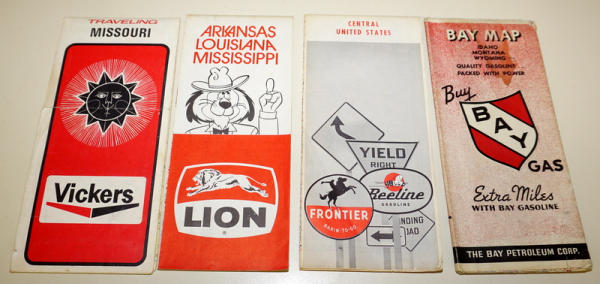 TRAVELING
MISSOURI
Vickers
ARKANSAS
LOUISIANA
MISSISSIPPI
LION
®
CENTRAL
UNITED STATES
YIELD
RIGHT
FRONTIER
RARIN-TO-GO
Beeline
GASOLINE
NDING
OAD
BAY MAP
IDAHO
MONTANA
WYOMING
QUALITY GASOLINE
PACKED WITH POWER
Buy
BAY
GAS
Extra Miles
WITH BAY GASOLINE
THE BAY PETROLEUM CORP.